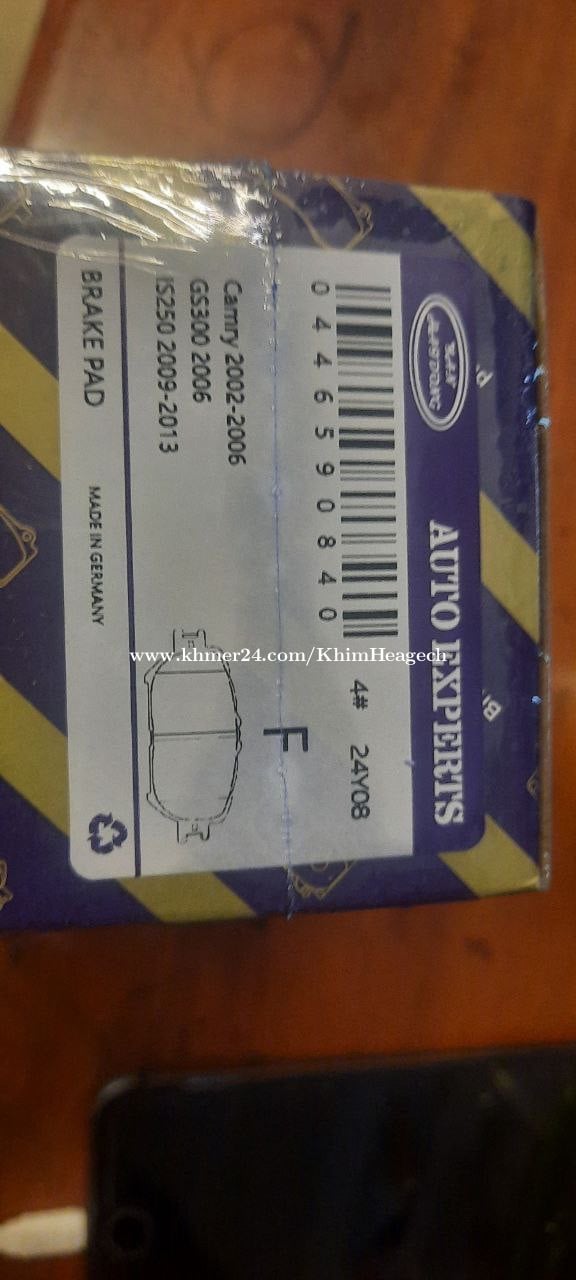 AUTO EXPERTS
0446590840
4# 24Y08
F
Camry 2002-2006
GS300 2006
IS250 2009-2013
BRAKE PAD
MADE IN GERMANY
www.khmer24.com/KhimHeagech